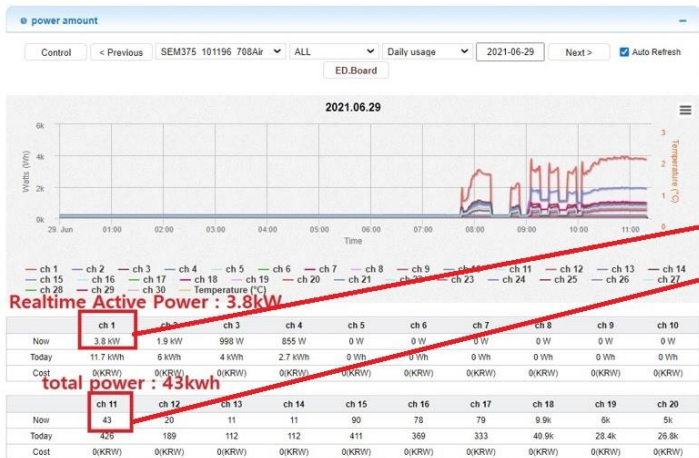 power amount
Control < Previous SEM375 101196 708Air ALL Daily usage 2021-06-29 Next > Auto Refresh
ED.Board
2021.06.29
6k
4k
2k
0k
Watts (Wh)
3
2
1
0
Temperature (°C)
29. Jun 01:00 02:00 03:00 04:00 05:00 06:00 07:00 08:00 09:00 10:00 11:00
Time
ch 1 ch 2 ch 3 ch 4 ch 5 ch 6 ch 7 ch 8 ch 9 ch 10 ch 11 ch 12 ch 13 ch 14
ch 15 ch 16 ch 17 ch 18 ch 19 ch 20 ch 21 ch 23 ch 24 ch 25 ch 26 ch 27
ch 28 ch 29 ch 30 Temperature (°C)
Realtime Active Power : 3.8kW
ch 1 ch 2 ch 3 ch 4 ch 5 ch 6 ch 7 ch 8 ch 9 ch 10
Now 3.8 kW 1.9 kW 998 W 855 W 0 W 0 W 0 W 0 W 0 W 0 W
Today 11.7 kWh 6 kWh 4 kWh 2.7 kWh 0 Wh 0 Wh 0 Wh 0 Wh 0 Wh 0 Wh
Cost 0(KRW) 0(KRW) 0(KRW) 0(KRW) 0(KRW) 0(KRW) 0(KRW) 0(KRW) 0(KRW) 0(KRW)
total power : 43kwh
ch 11 ch 12 ch 13 ch 14 ch 15 ch 16 ch 17 ch 18 ch 19 ch 20
Now 43 20 11 11 90 78 79 9.9k 6k 5k
Today 426 189 112 112 411 369 333 40.9k 28.4k 26.8k
Cost 0(KRW) 0(KRW) 0(KRW) 0(KRW) 0(KRW) 0(KRW) 0(KRW) 0(KRW) 0(KRW) 0(KRW)